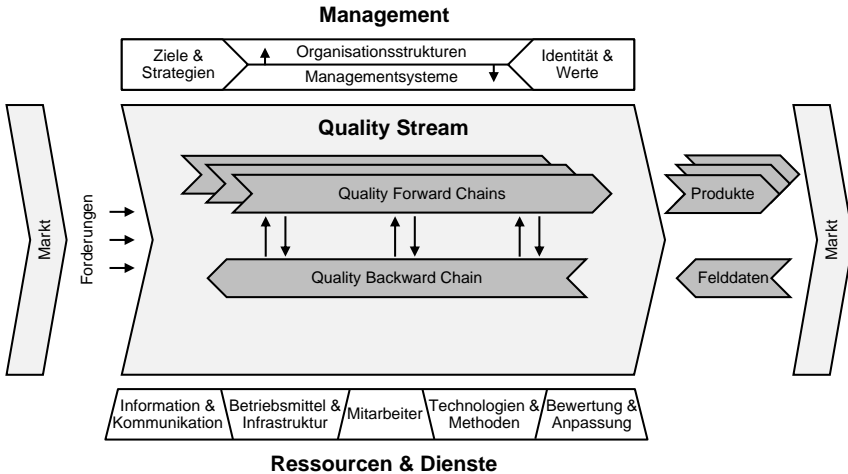 Management
Ziele &
Strategien
Organisationsstrukturen
Managementsysteme
Identität &
Werte
Markt
Forderungen
Quality Stream
Quality Forward Chains
Quality Backward Chain
Produkte
Felddaten
Markt
Information &
Kommunikation
Betriebsmittel &
Infrastruktur
Mitarbeiter
Technologien &
Methoden
Bewertung &
Anpassung
Ressourcen & Dienste